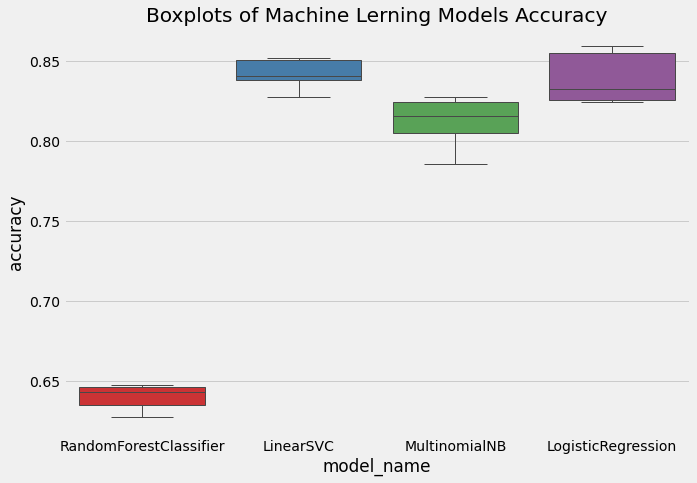 Boxplots of Machine Lerning Models Accuracy
accuracy
0.85
0.80
0.75
0.70
0.65
RandomForestClassifier LinearSVC MultinomialNB LogisticRegression
model_name